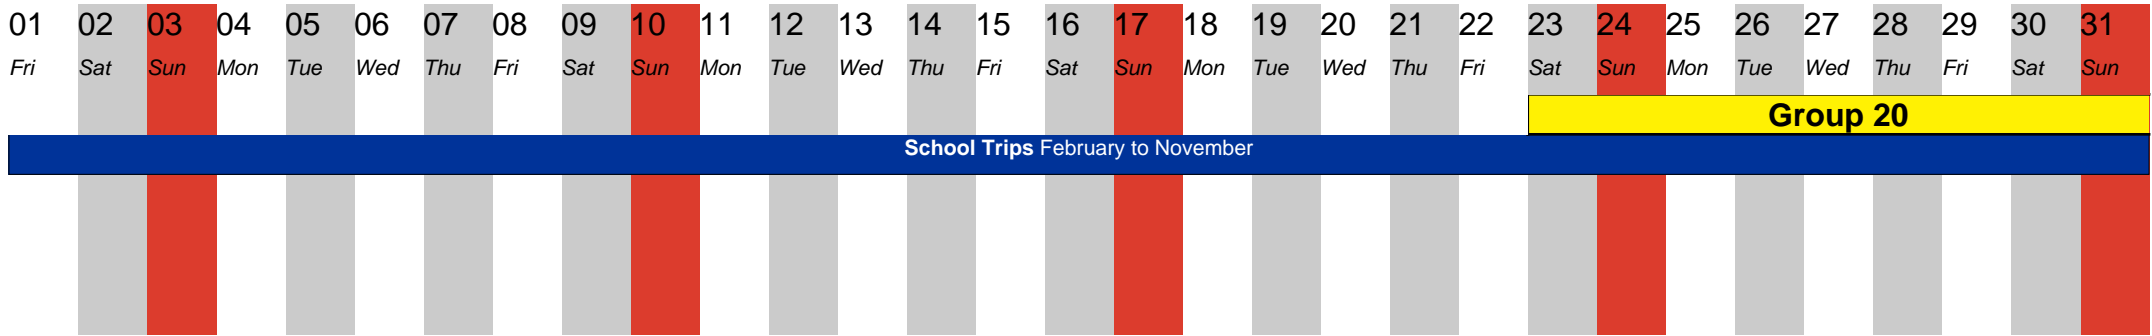 01 02 03 04 05 06 07 08 09 10 11 12 13 14 15 16 17 18 19 20 21 22 23 24 25 26 27 28 29 30 31
Fri Sat Sun Mon Tue Wed Thu Fri Sat Sun Mon Tue Wed Thu Fri Sat Sun Mon Tue Wed Thu Fri Sat Sun Mon Tue Wed Thu Fri Sat Sun
Group 20
School Trips February to November